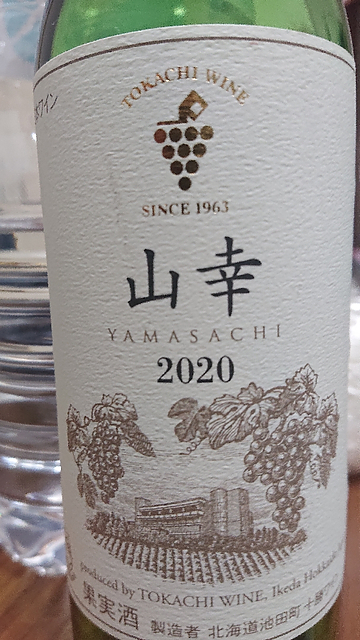 ワイン
TOKACHI WINE
SINCE 1963
山幸
YAMASACHI
2020
produced by TOKACHI WINE, Ikeda Hokkaido
果実酒 製造者 北海道池田町 十勝ワ